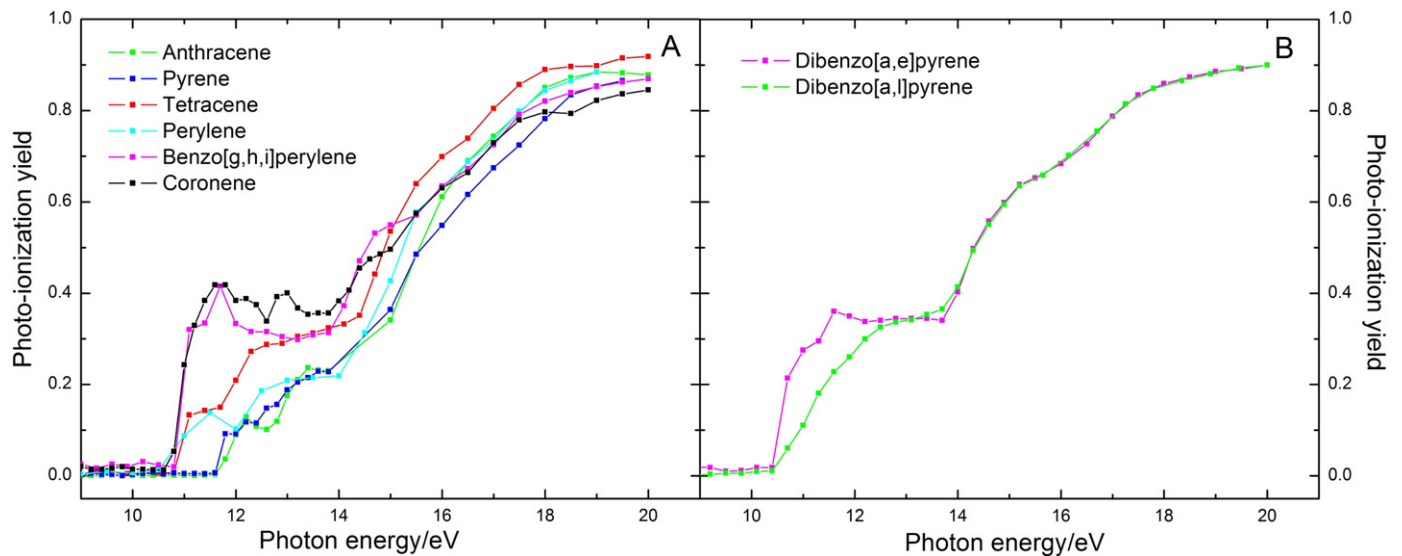 1.0
0.8
0.6
0.4
0.2
0.0
Photo-ionization yield
Anthracene
Pyrene
Tetracene
Perylene
Benzo[g,h,i]perylene
Coronene
A
10 12 14 16 18 20
Photon energy/eV
B
Dibenzo[a,e]pyrene
Dibenzo[a,l]pyrene
10 12 14 16 18 20
Photon energy/eV
1.0
0.8
0.6
0.4
0.2
0.0
Photo-ionization yield